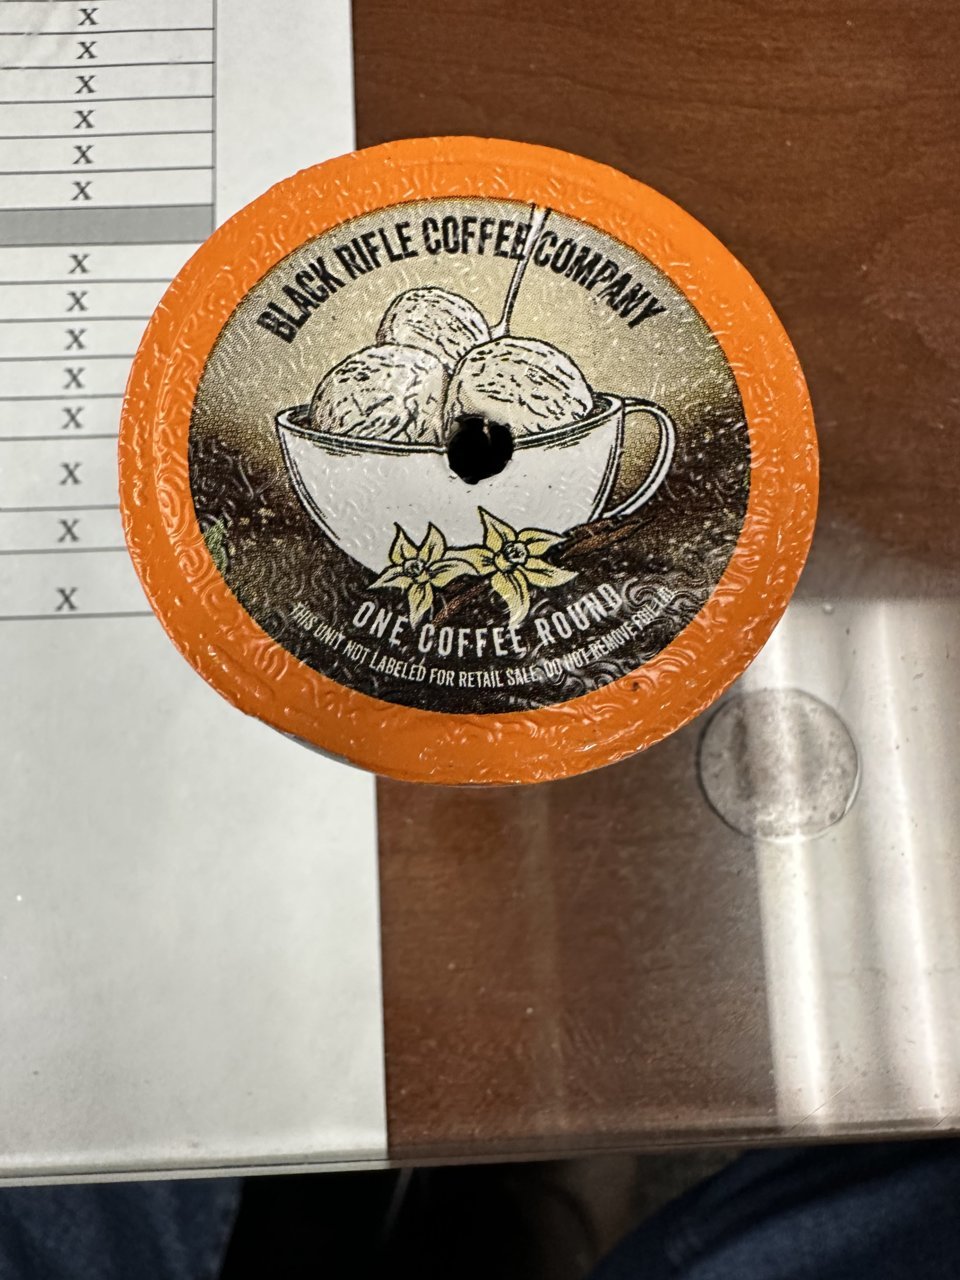 X
X
X
X
X
X
X
X
X
X
X
X
X
X
BLACK RIFLE COFFEE COMPANY
ONE COFFEE ROUND
THIS UNIT NOT LABELED FOR RETAIL SALE. DO NOT REMOVE FOIL LID.